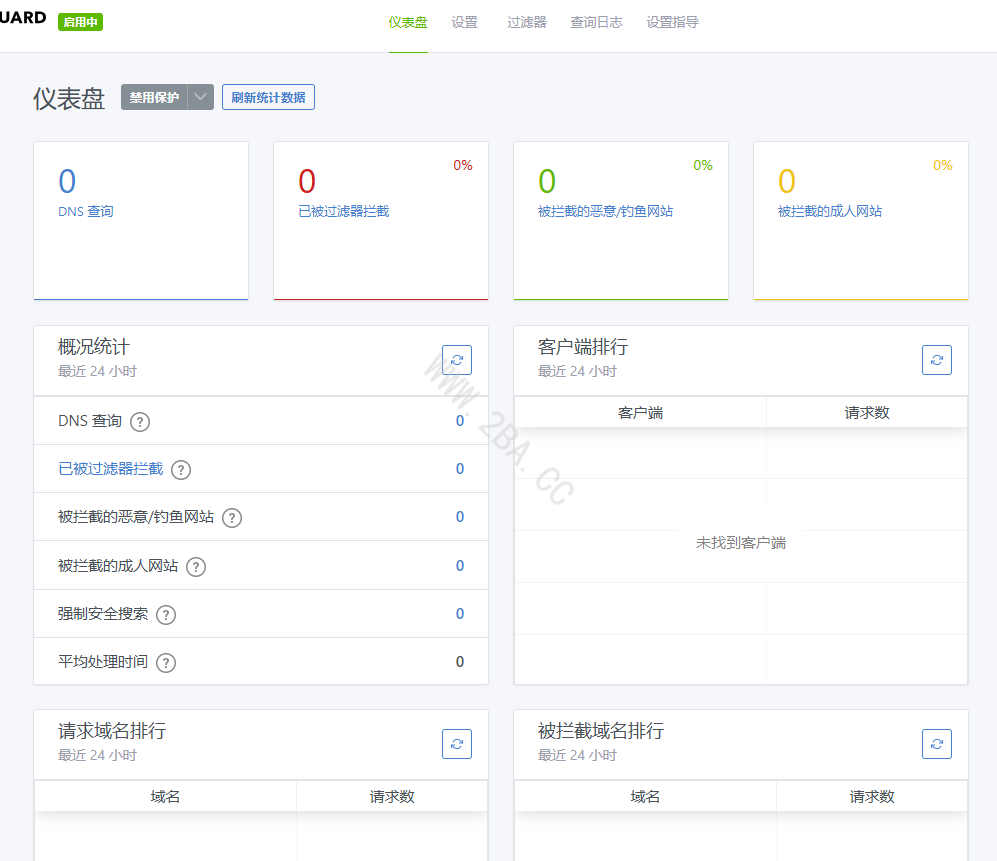 UARD 启用中 仪表盘 设置 过滤器 查询日志 设置指导
仪表盘 禁用保护 刷新统计数据
0
DNS 查询
0%
0
已被过滤器拦截
0%
0
被拦截的恶意/钓鱼网站
0%
0
被拦截的成人网站
概况统计
最近 24 小时
DNS 查询 ? 0
已被过滤器拦截 ? 0
被拦截的恶意/钓鱼网站 ? 0
被拦截的成人网站 ? 0
强制安全搜索 ? 0
平均处理时间 ? 0
客户端排行
最近 24 小时
客户端 请求数
未找到客户端
WWW.2BA.CC
请求域名排行
最近 24 小时
域名 请求数
被拦截域名排行
最近 24 小时
域名 请求数